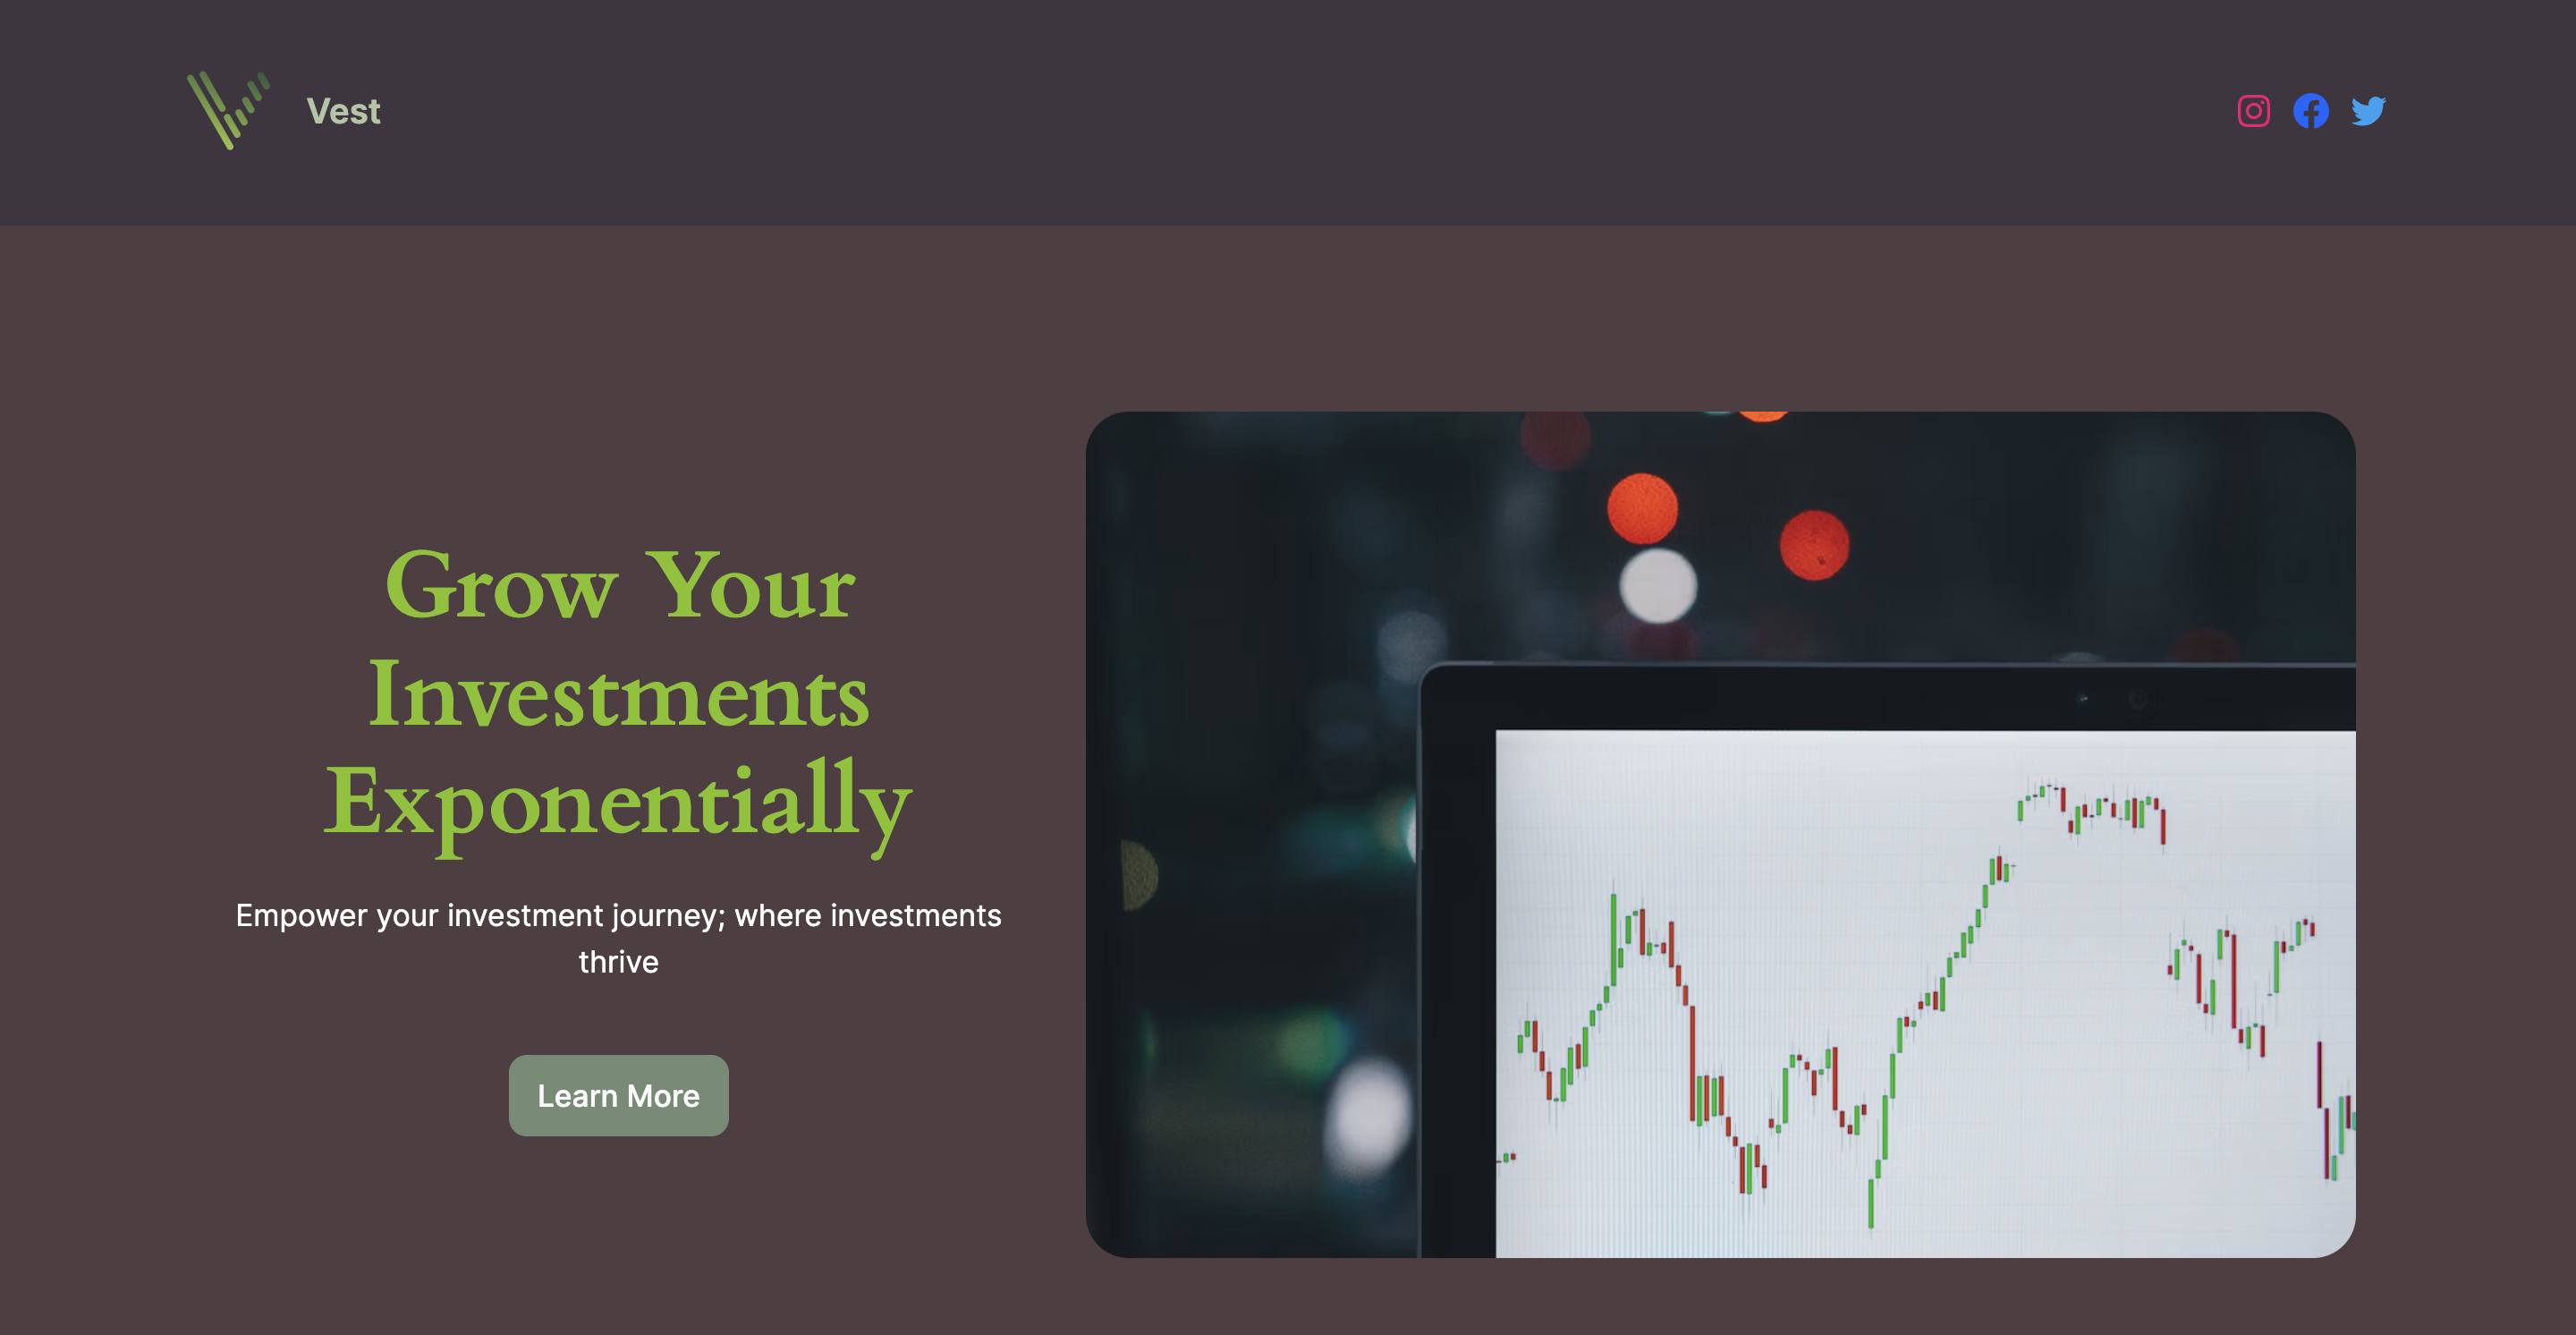 Vest
Grow Your
Investments
Exponentially
Empower your investment journey; where investments
thrive
Learn More